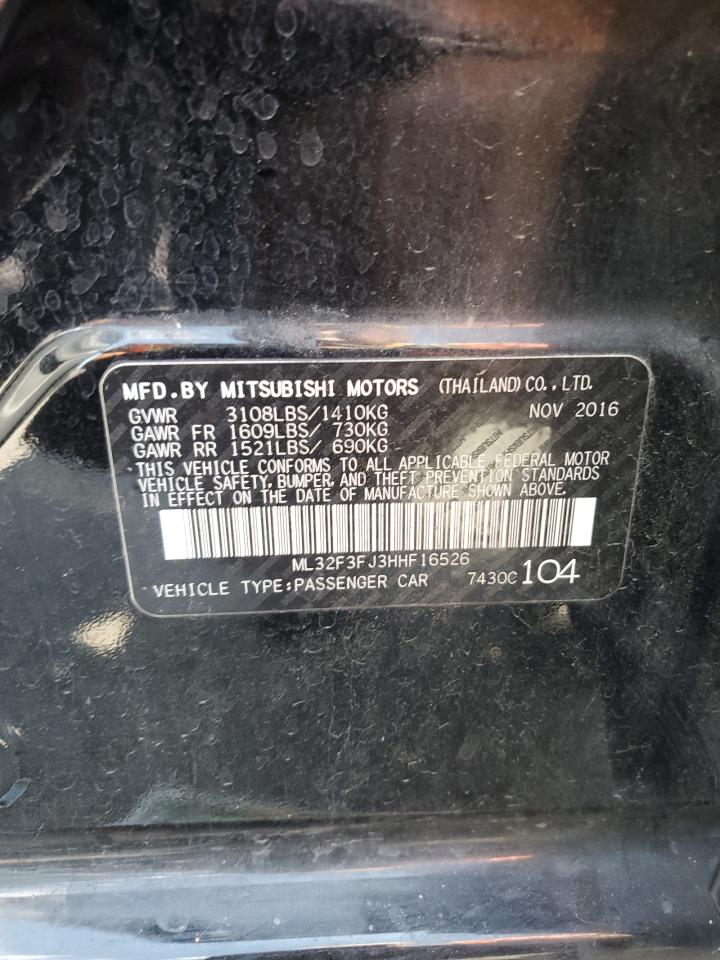 MFD.BY MITSUBISHI MOTORS (THAILAND) CO.,LTD.
GVWR 3108LBS/1410KG NOV 2016
GAWR FR 1609LBS/ 730KG
GAWR RR 1521LBS/ 690KG
THIS VEHICLE CONFORMS TO ALL APPLICABLE FEDERAL MOTOR
VEHICLE SAFETY, BUMPER, AND THEFT PREVENTION STANDARDS
IN EFFECT ON THE DATE OF MANUFACTURE SHOWN ABOVE.
ML32F3FJ3HHF16526
VEHICLE TYPE:PASSENGER CAR 7430C 104